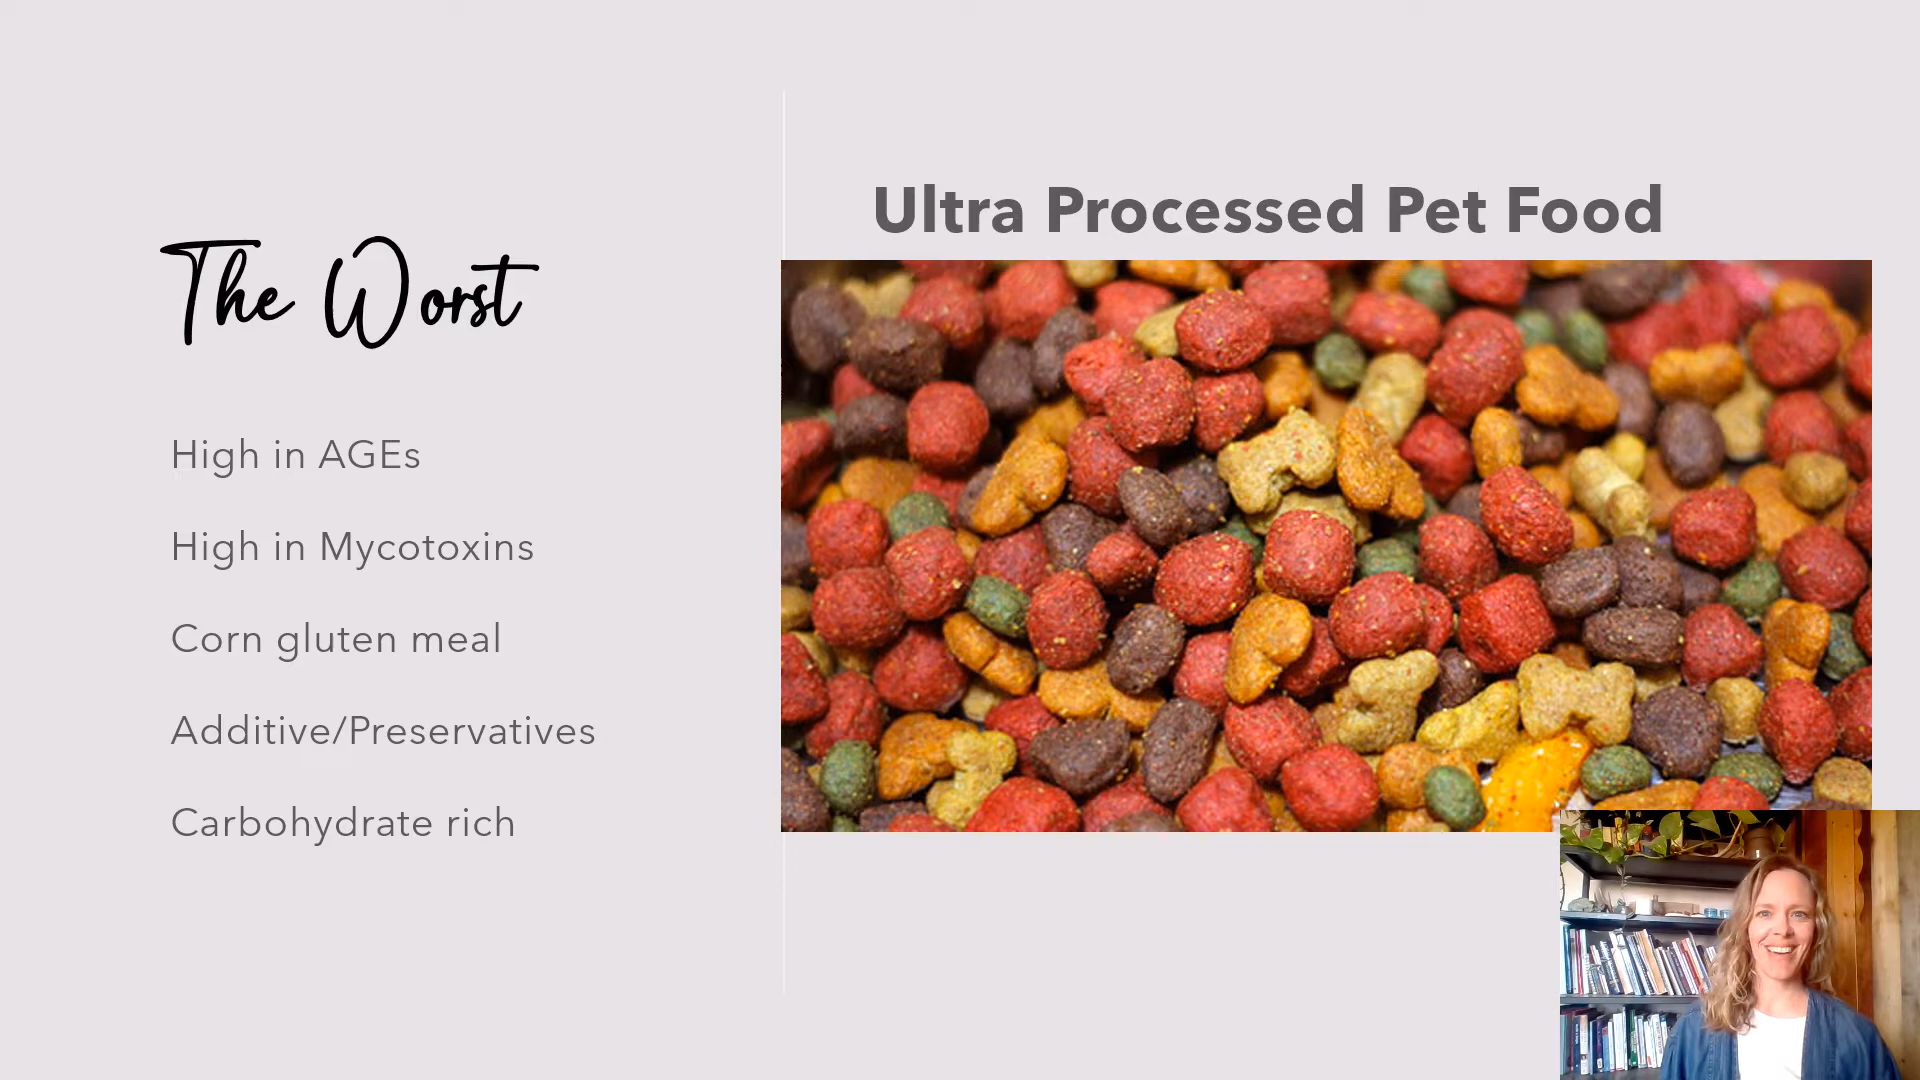 The Worst
High in AGEs
High in Mycotoxins
Corn gluten meal
Additive/Preservatives
Carbohydrate rich
Ultra Processed Pet Food